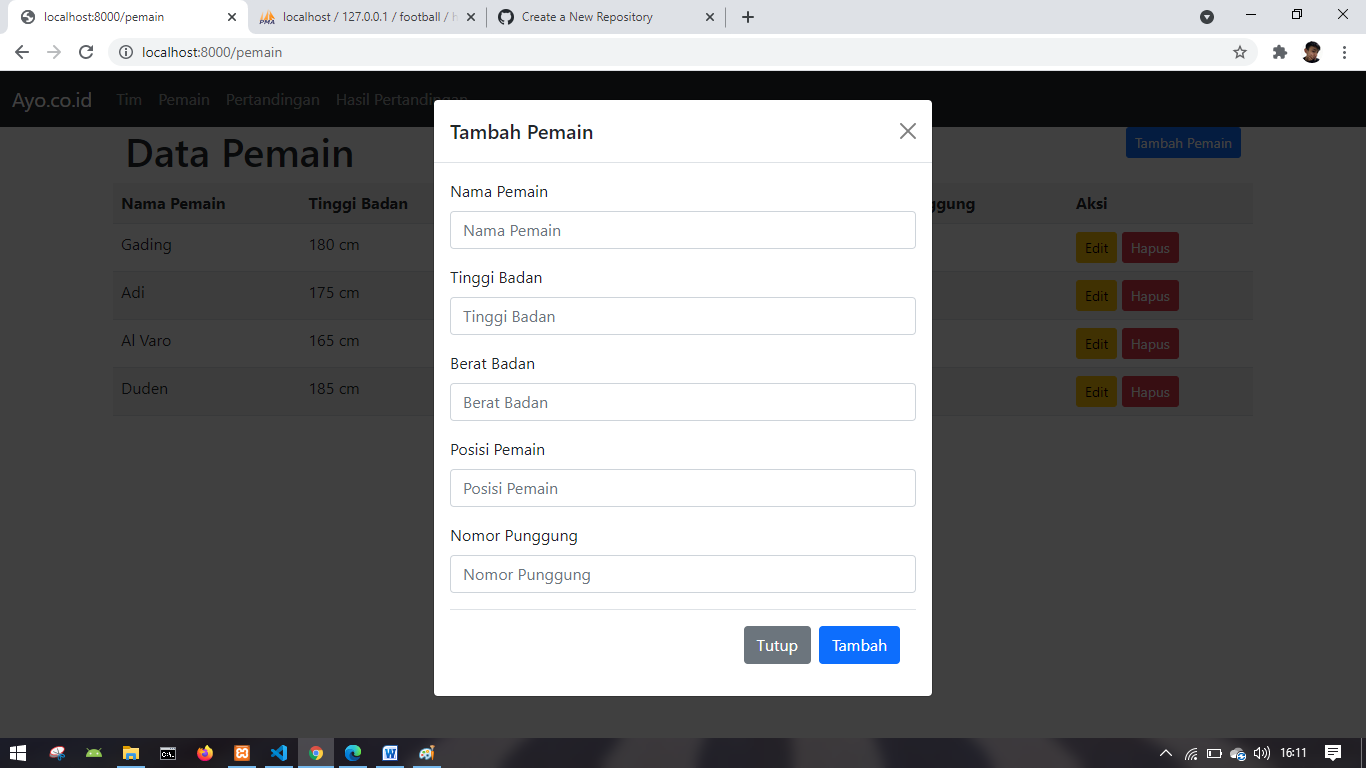 localhost:8000/pemain
localhost / 127.0.0.1 / football / h
Create a New Repository
localhost:8000/pemain
Ayo.co.id Tim Pemain Pertandingan Hasil Pertandingan
Data Pemain
Tambah Pemain
Nama Pemain Tinggi Badan ggung Aksi
Gading 180 cm Edit Hapus
Adi 175 cm Edit Hapus
Al Varo 165 cm Edit Hapus
Duden 185 cm Edit Hapus
Tambah Pemain
Nama Pemain
Nama Pemain
Tinggi Badan
Tinggi Badan
Berat Badan
Berat Badan
Posisi Pemain
Posisi Pemain
Nomor Punggung
Nomor Punggung
Tutup Tambah
16:11